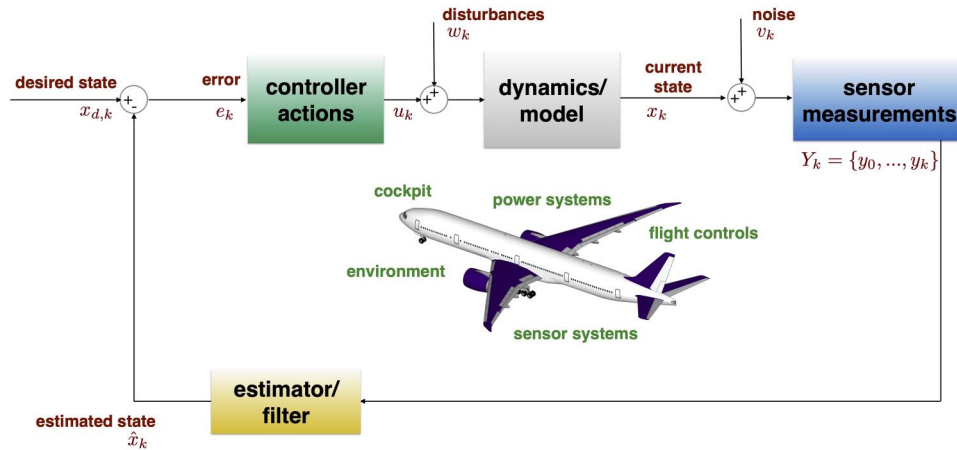 disturbances
w_k
noise
v_k
desired state
x_{d,k}
+
-
error
e_k
controller
actions
u_k
+
+
dynamics/
model
current
state
x_k
+
+
sensor
measurements
Y_k = {y_0, ..., y_k}
cockpit
power systems
flight controls
environment
sensor systems
estimator/
filter
estimated state
x̂_k